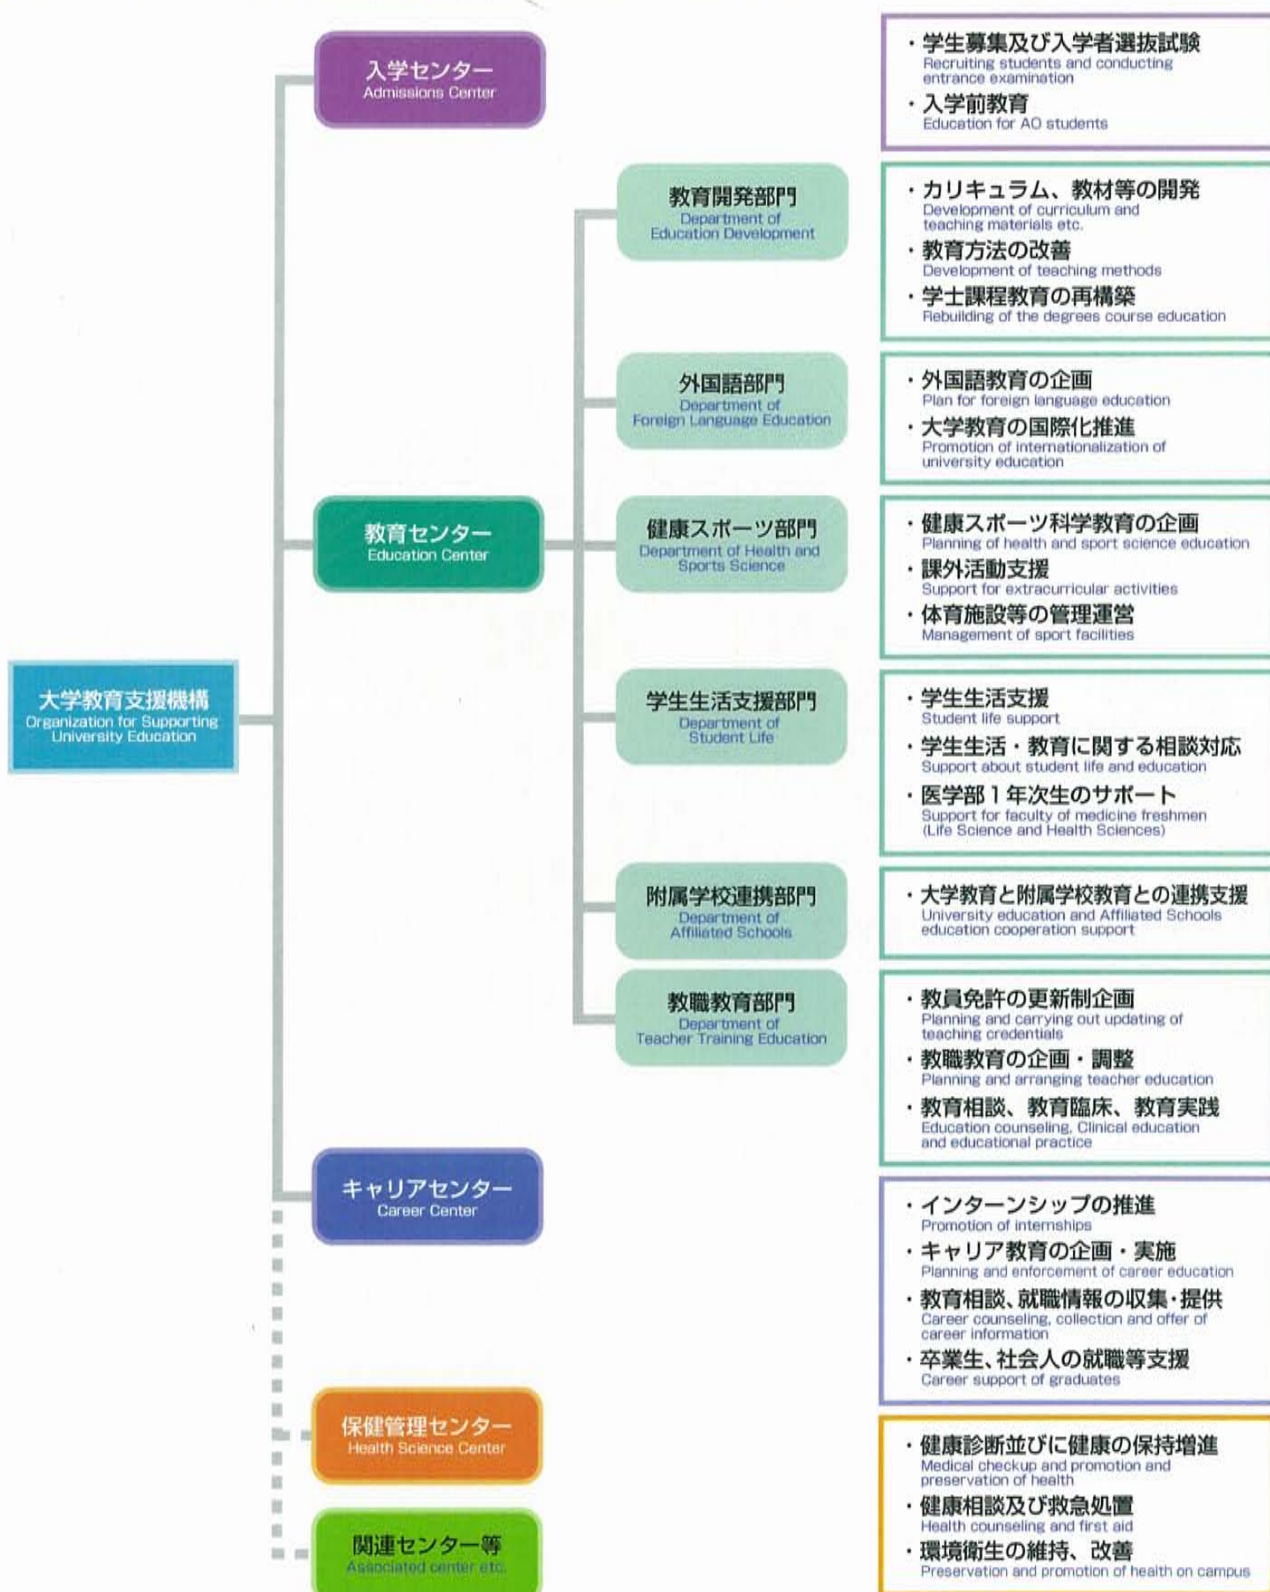 入学センター
Admissions Center
・学生募集及び入学者選抜試験
Recruiting students and conducting
entrance examination
・入学前教育
Education for AO students
教育開発部門
Department of
Education Development
・カリキュラム、教材等の開発
Development of curriculum and
teaching materials etc.
・教育方法の改善
Development of teaching methods
・学士課程教育の再構築
Rebuilding of the degrees course education
外国語部門
Department of
Foreign Language Education
・外国語教育の企画
Plan for foreign language education
・大学教育の国際化推進
Promotion of internationalization of
university education
教育センター
Education Center
健康スポーツ部門
Department of Health and
Sports Science
・健康スポーツ科学教育の企画
Planning of health and sport science education
・課外活動支援
Support for extracurricular activities
・体育施設等の管理運営
Management of sport facilities
大学教育支援機構
Organization for Supporting
University Education
学生生活支援部門
Department of
Student Life
・学生生活支援
Student life support
・学生生活・教育に関する相談対応
Support about student life and education
・医学部1年次生のサポート
Support for faculty of medicine freshmen
(Life Science and Health Sciences)
附属学校連携部門
Department of
Affiliated Schools
・大学教育と附属学校教育との連携支援
University education and Affiliated Schools
education cooperation support
教職教育部門
Department of
Teacher Training Education
・教員免許の更新制企画
Planning and carrying out updating of
teaching credentials
・教職教育の企画・調整
Planning and arranging teacher education
・教育相談、教育臨床、教育実践
Education counseling, Clinical education
and educational practice
キャリアセンター
Career Center
・インターンシップの推進
Promotion of internships
・キャリア教育の企画・実施
Planning and enforcement of career education
・教育相談、就職情報の収集・提供
Career counseling, collection and offer of
career information
・卒業生、社会人の就職等支援
Career support of graduates
保健管理センター
Health Science Center
・健康診断並びに健康の保持増進
Medical checkup and promotion and
preservation of health
・健康相談及び救急処置
Health counseling and first aid
・環境衛生の維持、改善
Preservation and promotion of health on campus
関連センター等
Associated center etc.